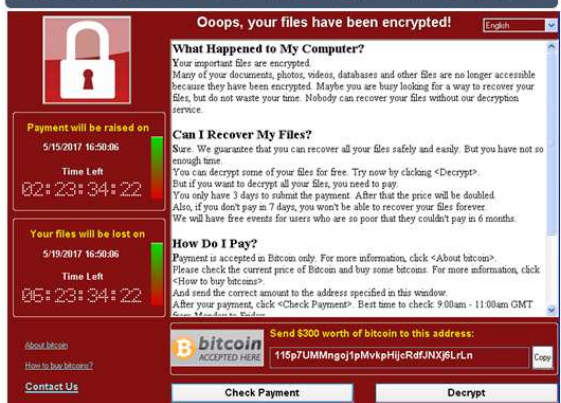 Ooops, your files have been encrypted!
English
What Happened to My Computer?
Your important files are encrypted.
Many of your documents, photos, videos, databases and other files are no longer accessible
because they have been encrypted. Maybe you are busy looking for a way to recover your
files, but do not waste your time. Nobody can recover your files without our decryption
service.
Can I Recover My Files?
Sure. We guarantee that you can recover all your files safely and easily. But you have not so
enough time.
You can decrypt some of your files for free. Try now by clicking <Decrypt>.
But if you want to decrypt all your files, you need to pay.
You only have 3 days to submit the payment. After that the price will be doubled.
Also, if you don't pay in 7 days, you won't be able to recover your files forever.
We will have free events for users who are so poor that they couldn't pay in 6 months.
How Do I Pay?
Payment is accepted in Bitcoin only. For more information, click <About bitcoin>.
Please check the current price of Bitcoin and buy some bitcoins. For more information, click
<How to buy bitcoins>.
And send the correct amount to the address specified in this window.
After your payment, click <Check Payment>. Best time to check: 9:00am - 11:00am GMT
from Monday to Friday.
Payment will be raised on
5/15/2017 16:50:06
Time Left
02:23:34:22
Your files will be lost on
5/19/2017 16:50:06
Time Left
06:23:34:22
About bitcoin
How to buy bitcoins?
Contact Us
bitcoin
ACCEPTED HERE
Send $300 worth of bitcoin to this address:
115p7UMMngoj1pMvkpHijcRdfJNXj6LrLn
Copy
Check Payment
Decrypt